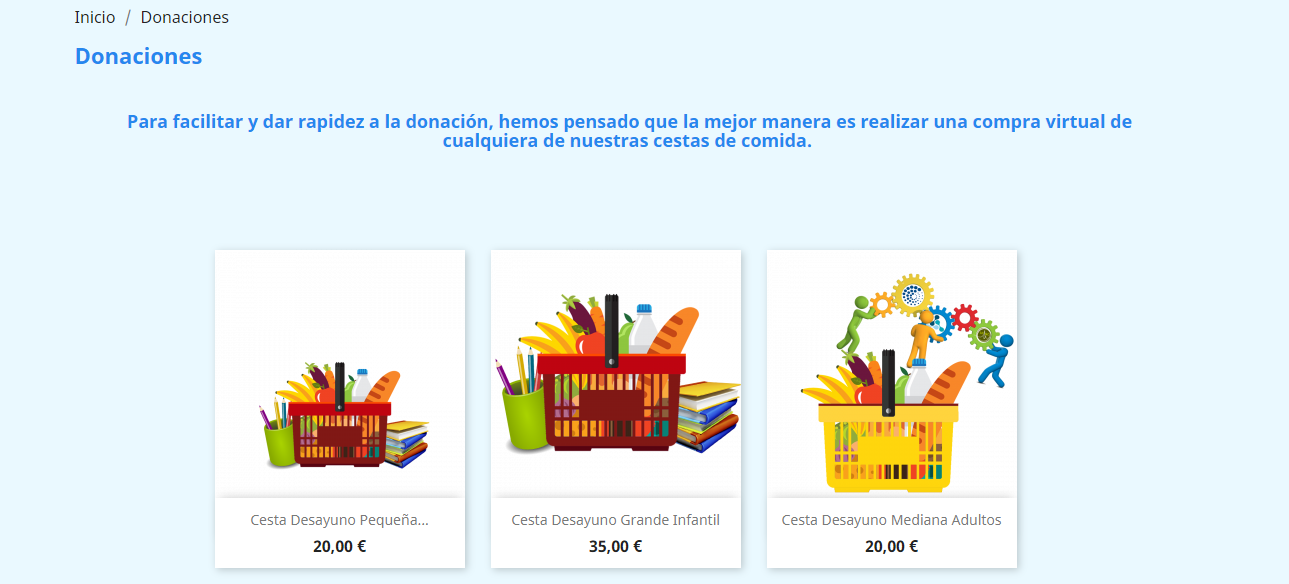 Inicio / Donaciones
Donaciones
Para facilitar y dar rapidez a la donación, hemos pensado que la mejor manera es realizar una compra virtual de
cualquiera de nuestras cestas de comida.
Cesta Desayuno Pequeña...
20,00 €
Cesta Desayuno Grande Infantil
35,00 €
Cesta Desayuno Mediana Adultos
20,00 €